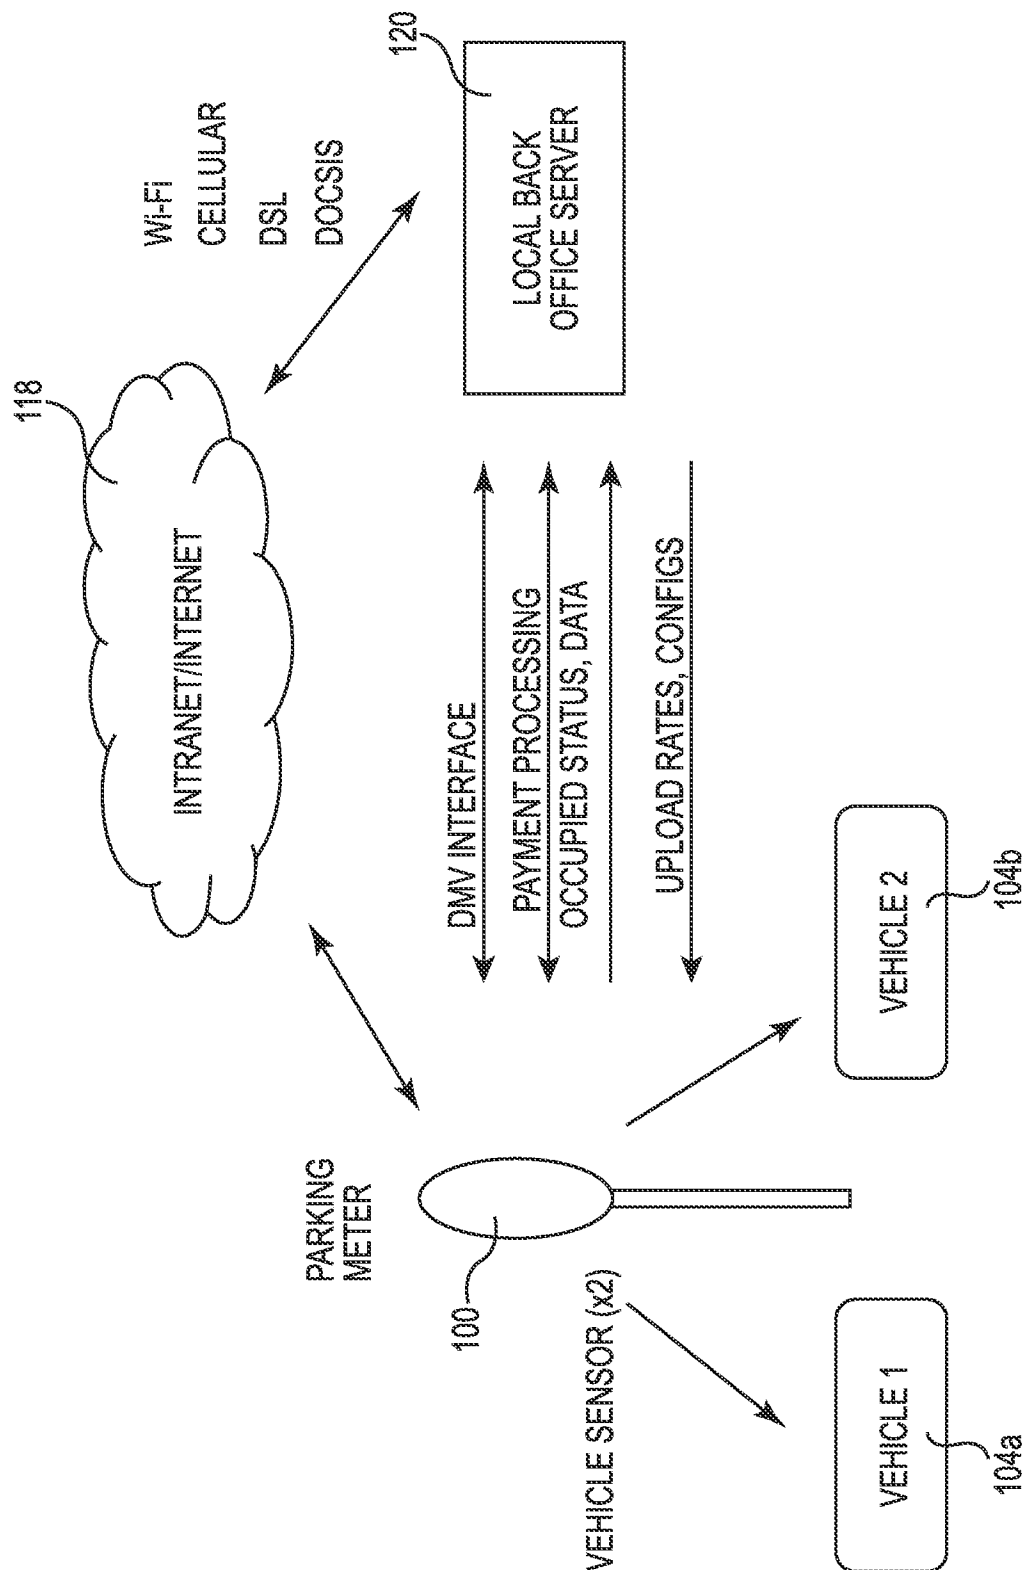 118
INTRANET/INTERNET
Wi-Fi
CELLULAR
DSL
DOCSIS
120
PARKING
METER
100
DMV INTERFACE
PAYMENT PROCESSING
OCCUPIED STATUS, DATA
UPLOAD RATES, CONFIGS
LOCAL BACK
OFFICE SERVER
VEHICLE SENSOR (x2)
VEHICLE 1
104a
VEHICLE 2
104b